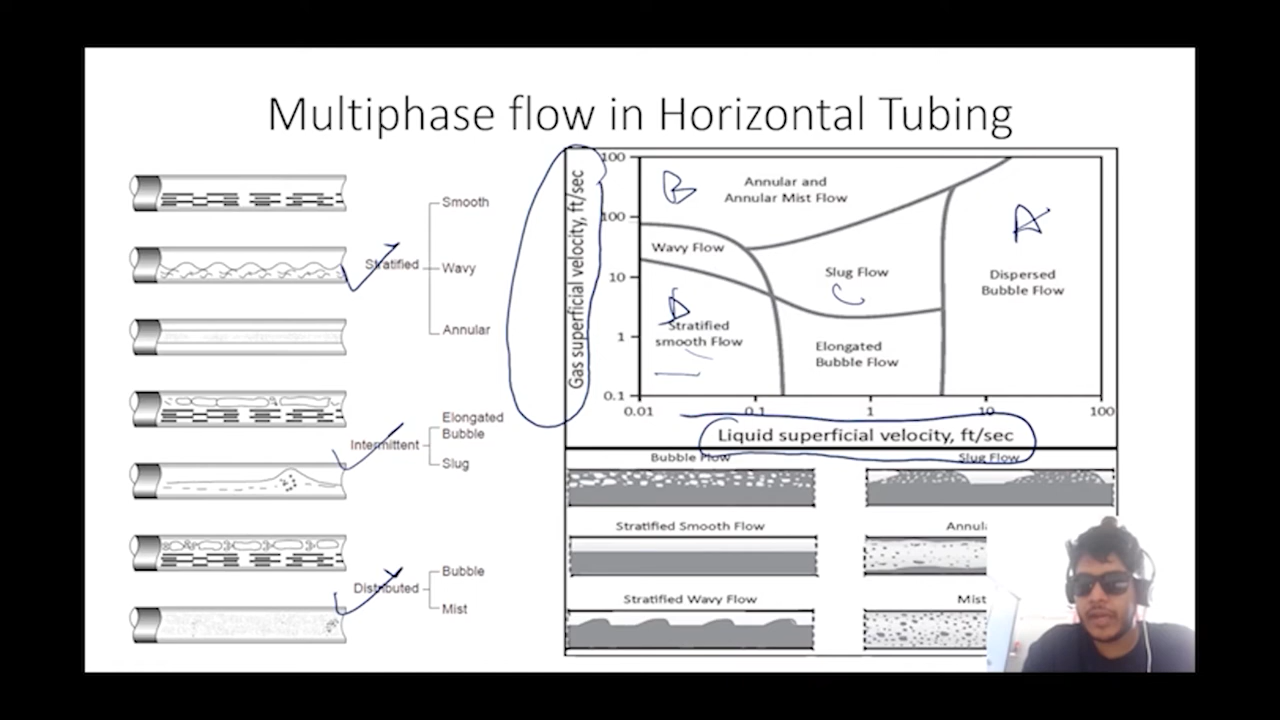 Multiphase flow in Horizontal Tubing
Smooth
Stratified
Wavy
Annular
Elongated
Bubble
Intermittent
Slug
Distributed
Bubble
Mist
Gas superficial velocity, ft/sec
100
100
10
1
0.1
B
Annular and
Annular Mist Flow
Wavy Flow
A
Slug Flow
C
Dispersed
Bubble Flow
D
Stratified
smooth Flow
Elongated
Bubble Flow
0.01
0.1
1
10
100
Liquid superficial velocity, ft/sec
Bubble Flow
Slug Flow
Stratified Smooth Flow
Stratified Wavy Flow
Mist